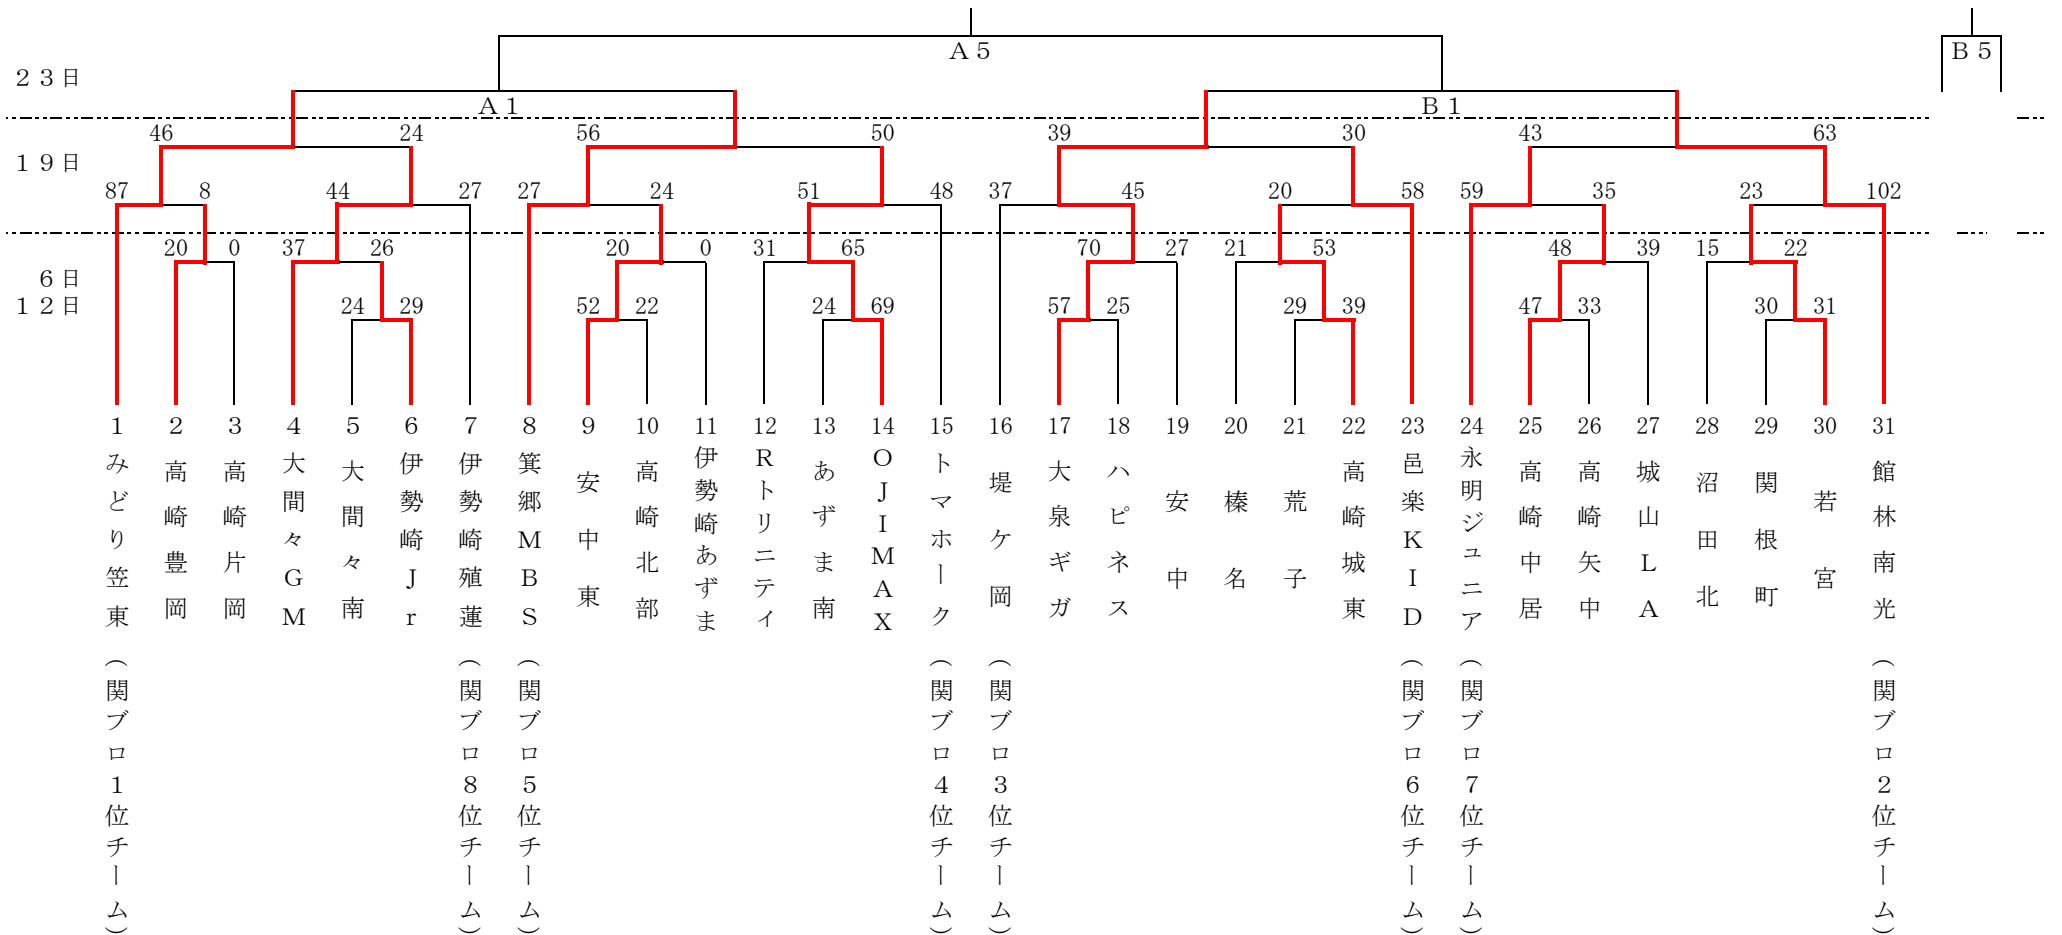 A5
B5
23日
A1
B1
46 24 56 50 39 30 43 63
19日
87 8 44 27 27 24 51 48 37 45 20 58 59 35 23 102
20 0 37 26 20 0 31 65 70 27 21 53 48 39 15 22
6日
12日
24 29 52 22 24 69 57 25 29 39 47 33 30 31
1 みどり笠東(関ブロ1位チーム)
2 高崎豊岡
3 高崎片岡
4 大間々GM
5 大間々南
6 伊勢崎Jr
7 伊勢崎殖蓮(関ブロ8位チーム)
8 箕郷MBS(関ブロ5位チーム)
9 安中東
10 高崎北部
11 伊勢崎あずま
12 Rトリニティ
13 あずま南
14 OJIMAX
15 トマホーク(関ブロ4位チーム)
16 堤ケ岡(関ブロ3位チーム)
17 大泉ギガ
18 ハピネス
19 安中
20 榛名
21 荒子
22 高崎城東
23 邑楽KID(関ブロ6位チーム)
24 永明ジュニア(関ブロ7位チーム)
25 高崎中居
26 高崎矢中
27 城山LA
28 沼田北
29 関根町
30 若宮
31 館林南光(関ブロ2位チーム)